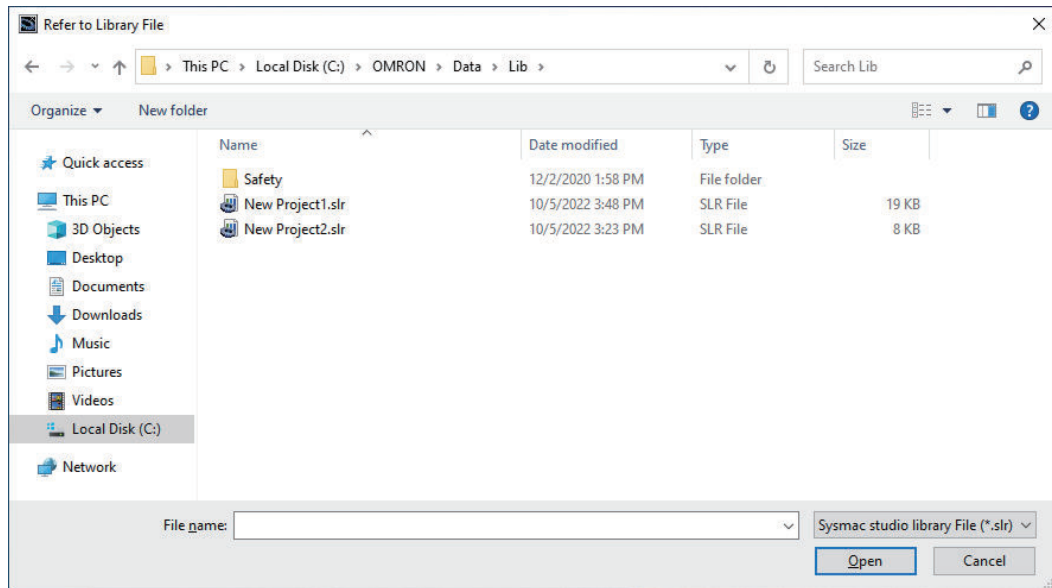 Refer to Library File
This PC > Local Disk (C:) > OMRON > Data > Lib >
Search Lib
Organize
New folder
Name Date modified Type Size
Quick access
This PC
3D Objects
Desktop
Documents
Downloads
Music
Pictures
Videos
Local Disk (C:)
Network
Safety 12/2/2020 1:58 PM File folder
New Project1.slr 10/5/2022 3:48 PM SLR File 19 KB
New Project2.slr 10/5/2022 3:23 PM SLR File 8 KB
File name:
Sysmac studio library File (*.slr)
Open
Cancel